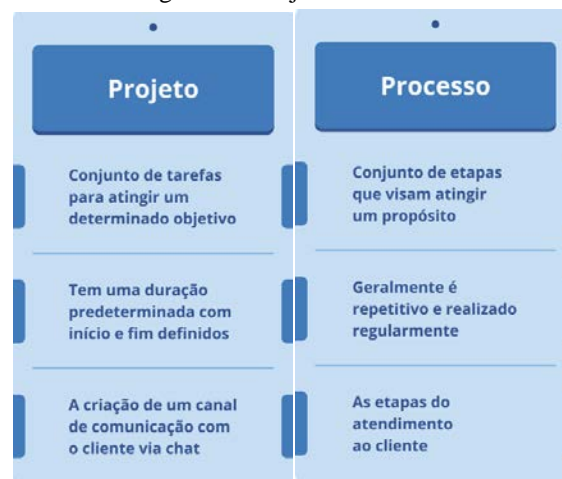 Projeto
Conjunto de tarefas
para atingir um
determinado objetivo
Tem uma duração
predeterminada com
início e fim definidos
A criação de um canal
de comunicação com
o cliente via chat
Processo
Conjunto de etapas
que visam atingir
um propósito
Geralmente é
repetitivo e realizado
regularmente
As etapas do
atendimento
ao cliente